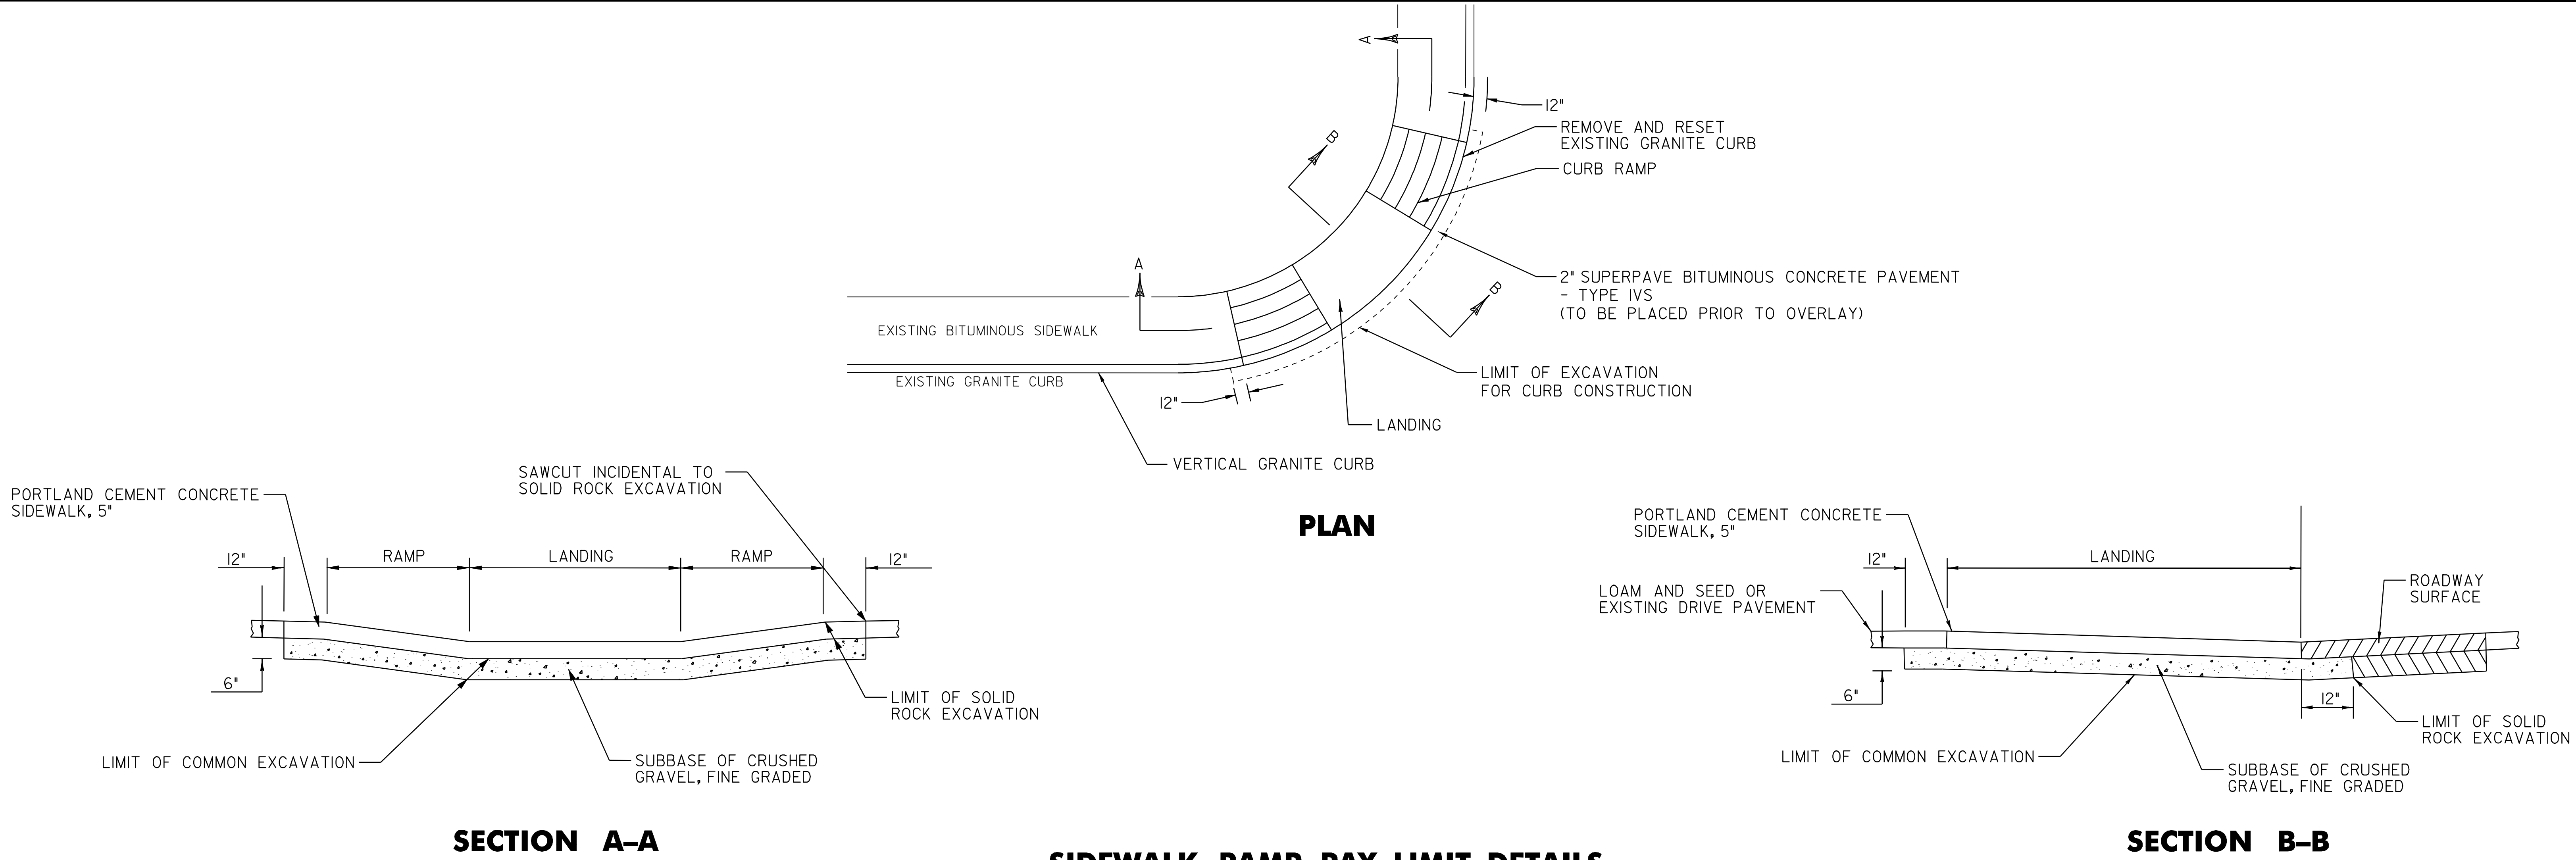 A
12"
REMOVE AND RESET
EXISTING GRANITE CURB
CURB RAMP
B
2" SUPERPAVE BITUMINOUS CONCRETE PAVEMENT
- TYPE IVS
(TO BE PLACED PRIOR TO OVERLAY)
A
B
EXISTING BITUMINOUS SIDEWALK
EXISTING GRANITE CURB
12"
LIMIT OF EXCAVATION
FOR CURB CONSTRUCTION
LANDING
VERTICAL GRANITE CURB
PLAN
PORTLAND CEMENT CONCRETE
SIDEWALK, 5"
SAWCUT INCIDENTAL TO
SOLID ROCK EXCAVATION
12"
RAMP
LANDING
RAMP
12"
6"
LIMIT OF SOLID
ROCK EXCAVATION
LIMIT OF COMMON EXCAVATION
SUBBASE OF CRUSHED
GRAVEL, FINE GRADED
SECTION A–A
PORTLAND CEMENT CONCRETE
SIDEWALK, 5"
12"
LANDING
LOAM AND SEED OR
EXISTING DRIVE PAVEMENT
ROADWAY
SURFACE
6"
12"
LIMIT OF SOLID
ROCK EXCAVATION
LIMIT OF COMMON EXCAVATION
SUBBASE OF CRUSHED
GRAVEL, FINE GRADED
SECTION B–B
SIDEWALK RAMP PAY LIMIT DETAILS